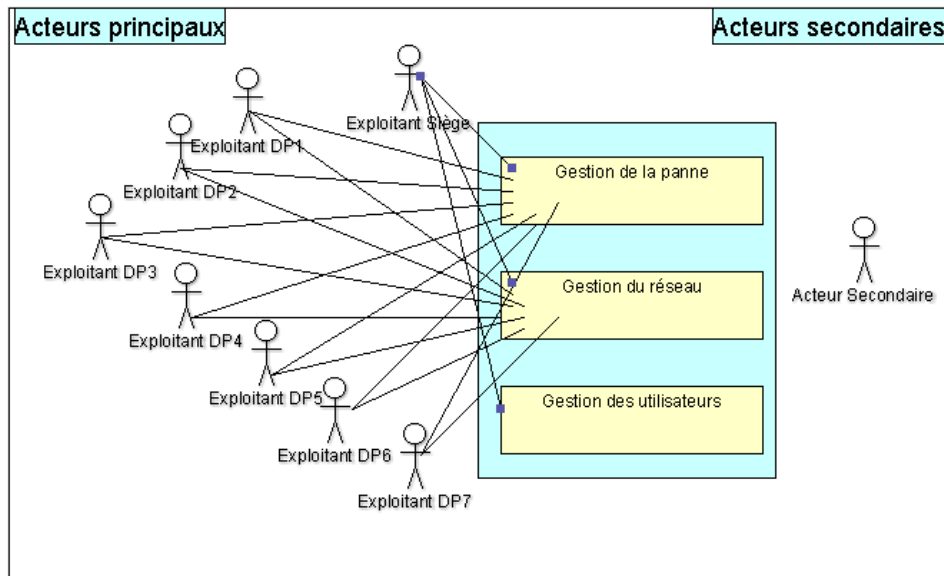 Acteurs principaux
Acteurs secondaires
Exploitant Siège
Exploitant DP1
Exploitant DP2
Exploitant DP3
Exploitant DP4
Exploitant DP5
Exploitant DP6
Exploitant DP7
Gestion de la panne
Gestion du réseau
Gestion des utilisateurs
Acteur Secondaire